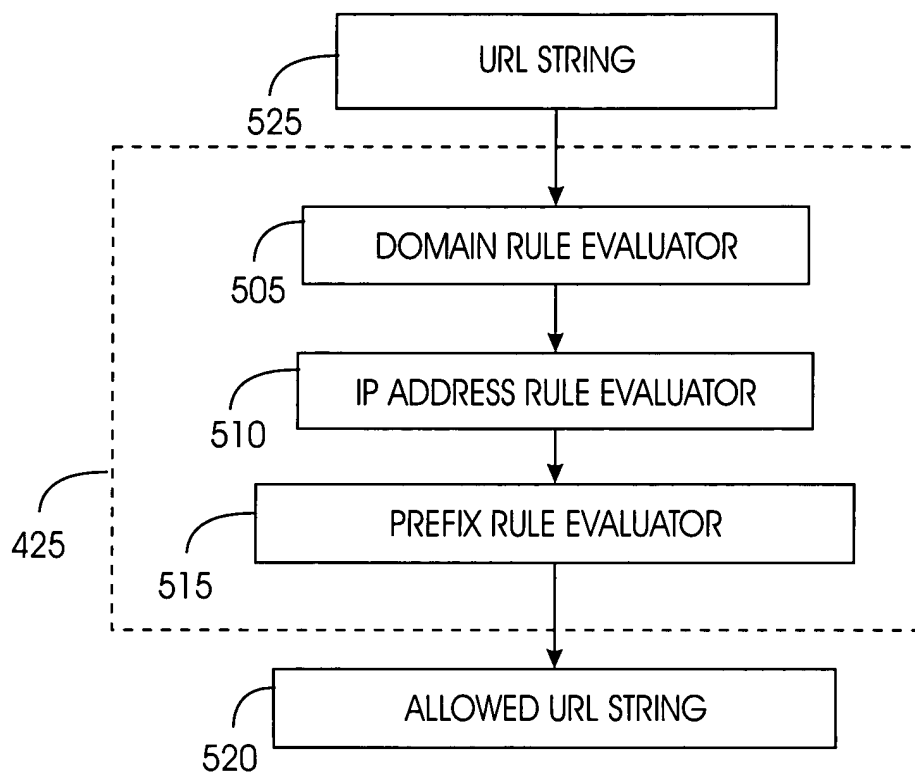 URL STRING
525
DOMAIN RULE EVALUATOR
505
IP ADDRESS RULE EVALUATOR
510
PREFIX RULE EVALUATOR
425
515
ALLOWED URL STRING
520